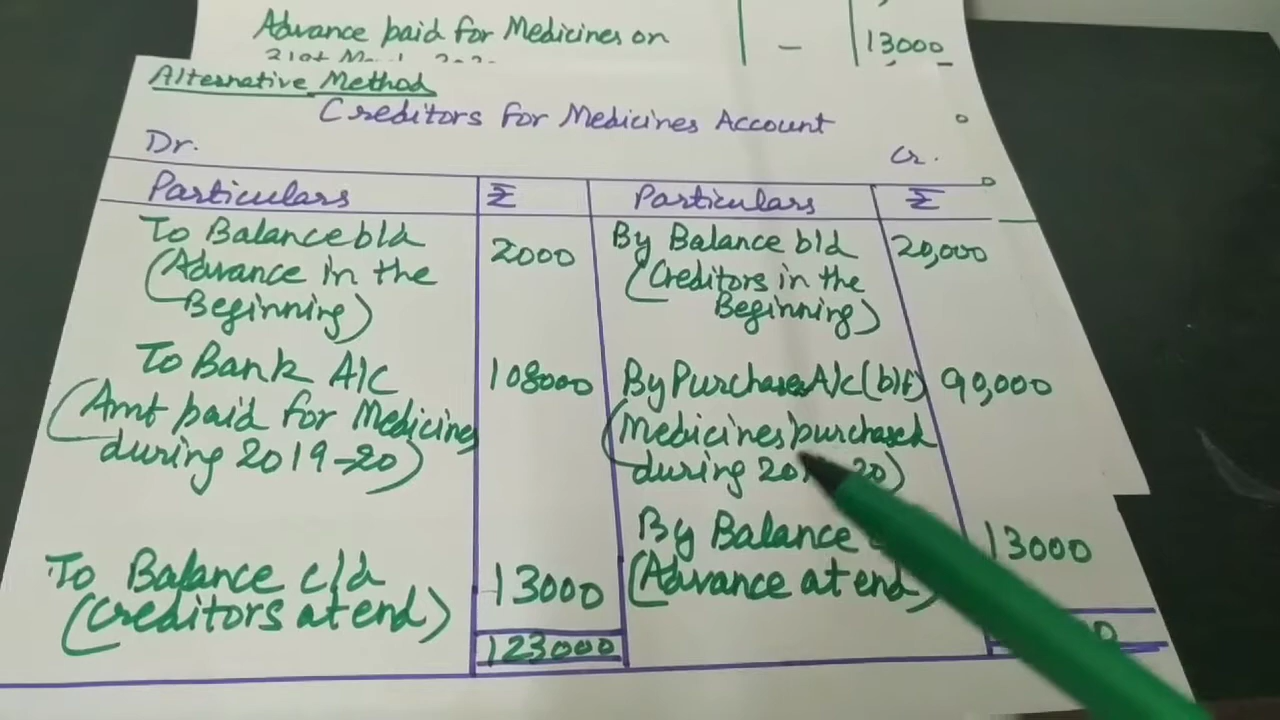 Advance paid for Medicines on - 13000
Alternative Method
Creditors For Medicines Account
Dr. Cr.
Particulars ₹ Particulars ₹
To Balance b/d 2000 By Balance b/d 20,000
(Advance in the (Creditors in the
Beginning) Beginning)
To Bank A/c 108000 By Purchases A/c (b/f) 90,000
(Amt paid for Medicines (Medicines purchased
during 2019-20) during
By Balance 13000
To Balance c/d 13000 (Advance at end)
(Creditors at end)
123000